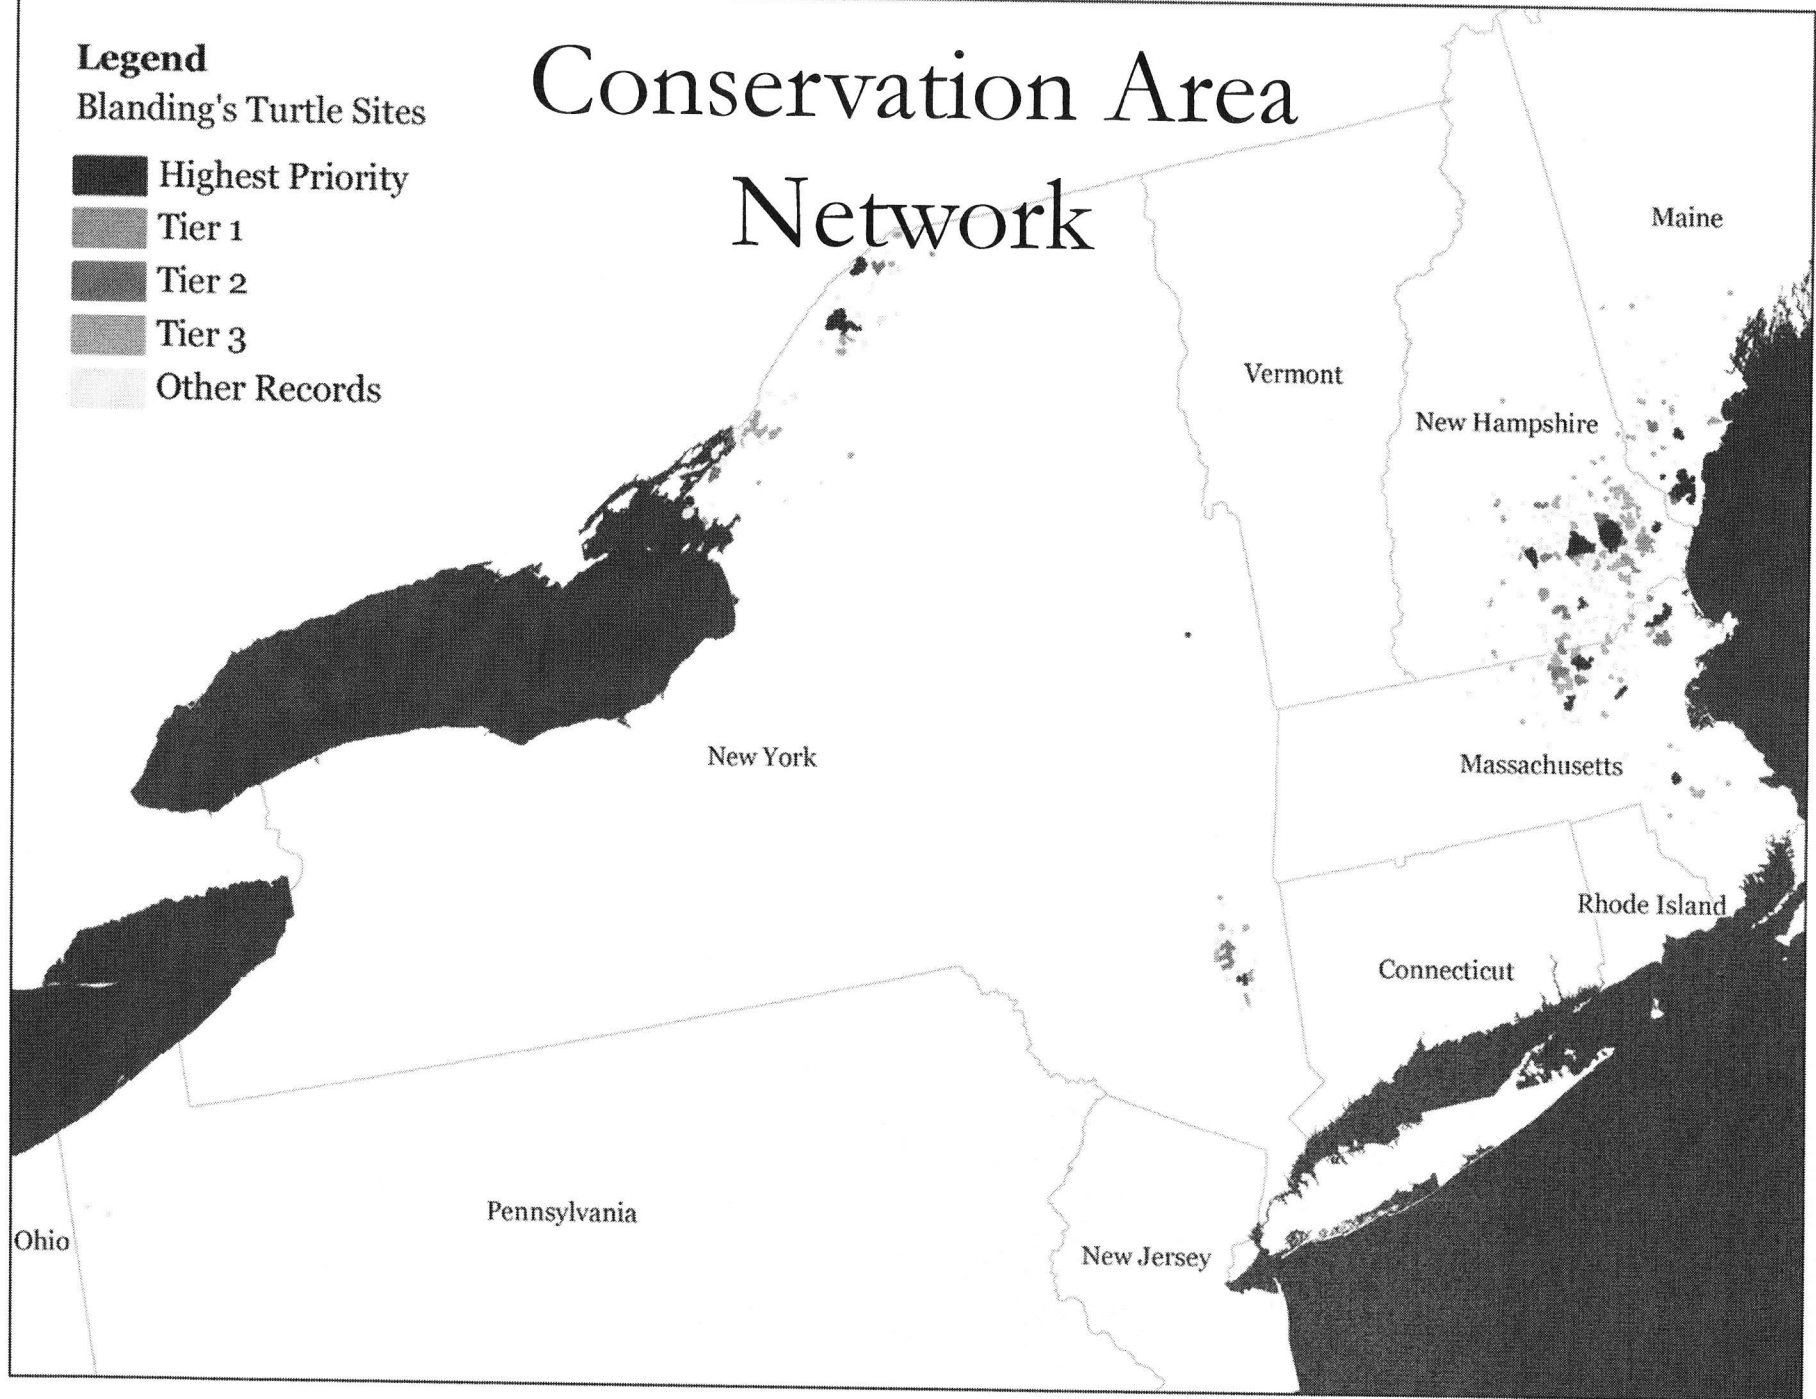 Legend
Blanding's Turtle Sites
Highest Priority
Tier 1
Tier 2
Tier 3
Other Records
Conservation Area
Network
Maine
Vermont
New Hampshire
New York
Massachusetts
Rhode Island
Connecticut
Pennsylvania
Ohio
New Jersey